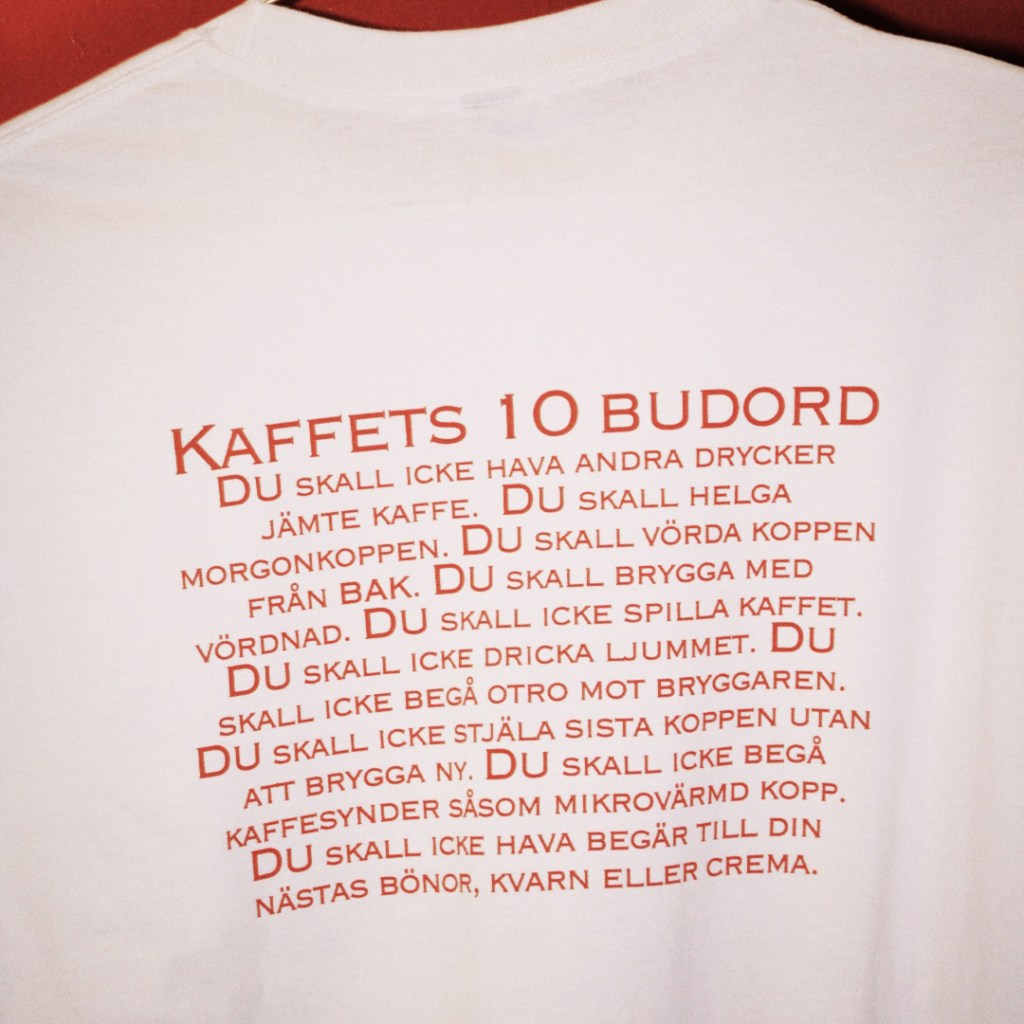 KAFFETS 10 BUDORD
DU SKALL ICKE HAVA ANDRA DRYCKER
JÄMTE KAFFE. DU SKALL HELGA
MORGONKOPPEN. DU SKALL VÖRDA KOPPEN
FRÅN BAK. DU SKALL BRYGGA MED
VÖRDNAD. DU SKALL ICKE SPILLA KAFFET.
DU SKALL ICKE DRICKA LJUMMET. DU
SKALL ICKE BEGÅ OTRO MOT BRYGGAREN.
DU SKALL ICKE STJÄLA SISTA KOPPEN UTAN
ATT BRYGGA NY. DU SKALL ICKE BEGÅ
KAFFESYNDER SÅSOM MIKROVÄRMD KOPP.
DU SKALL ICKE HAVA BEGÄR TILL DIN
NÄSTAS BÖNOR, KVARN ELLER CREMA.